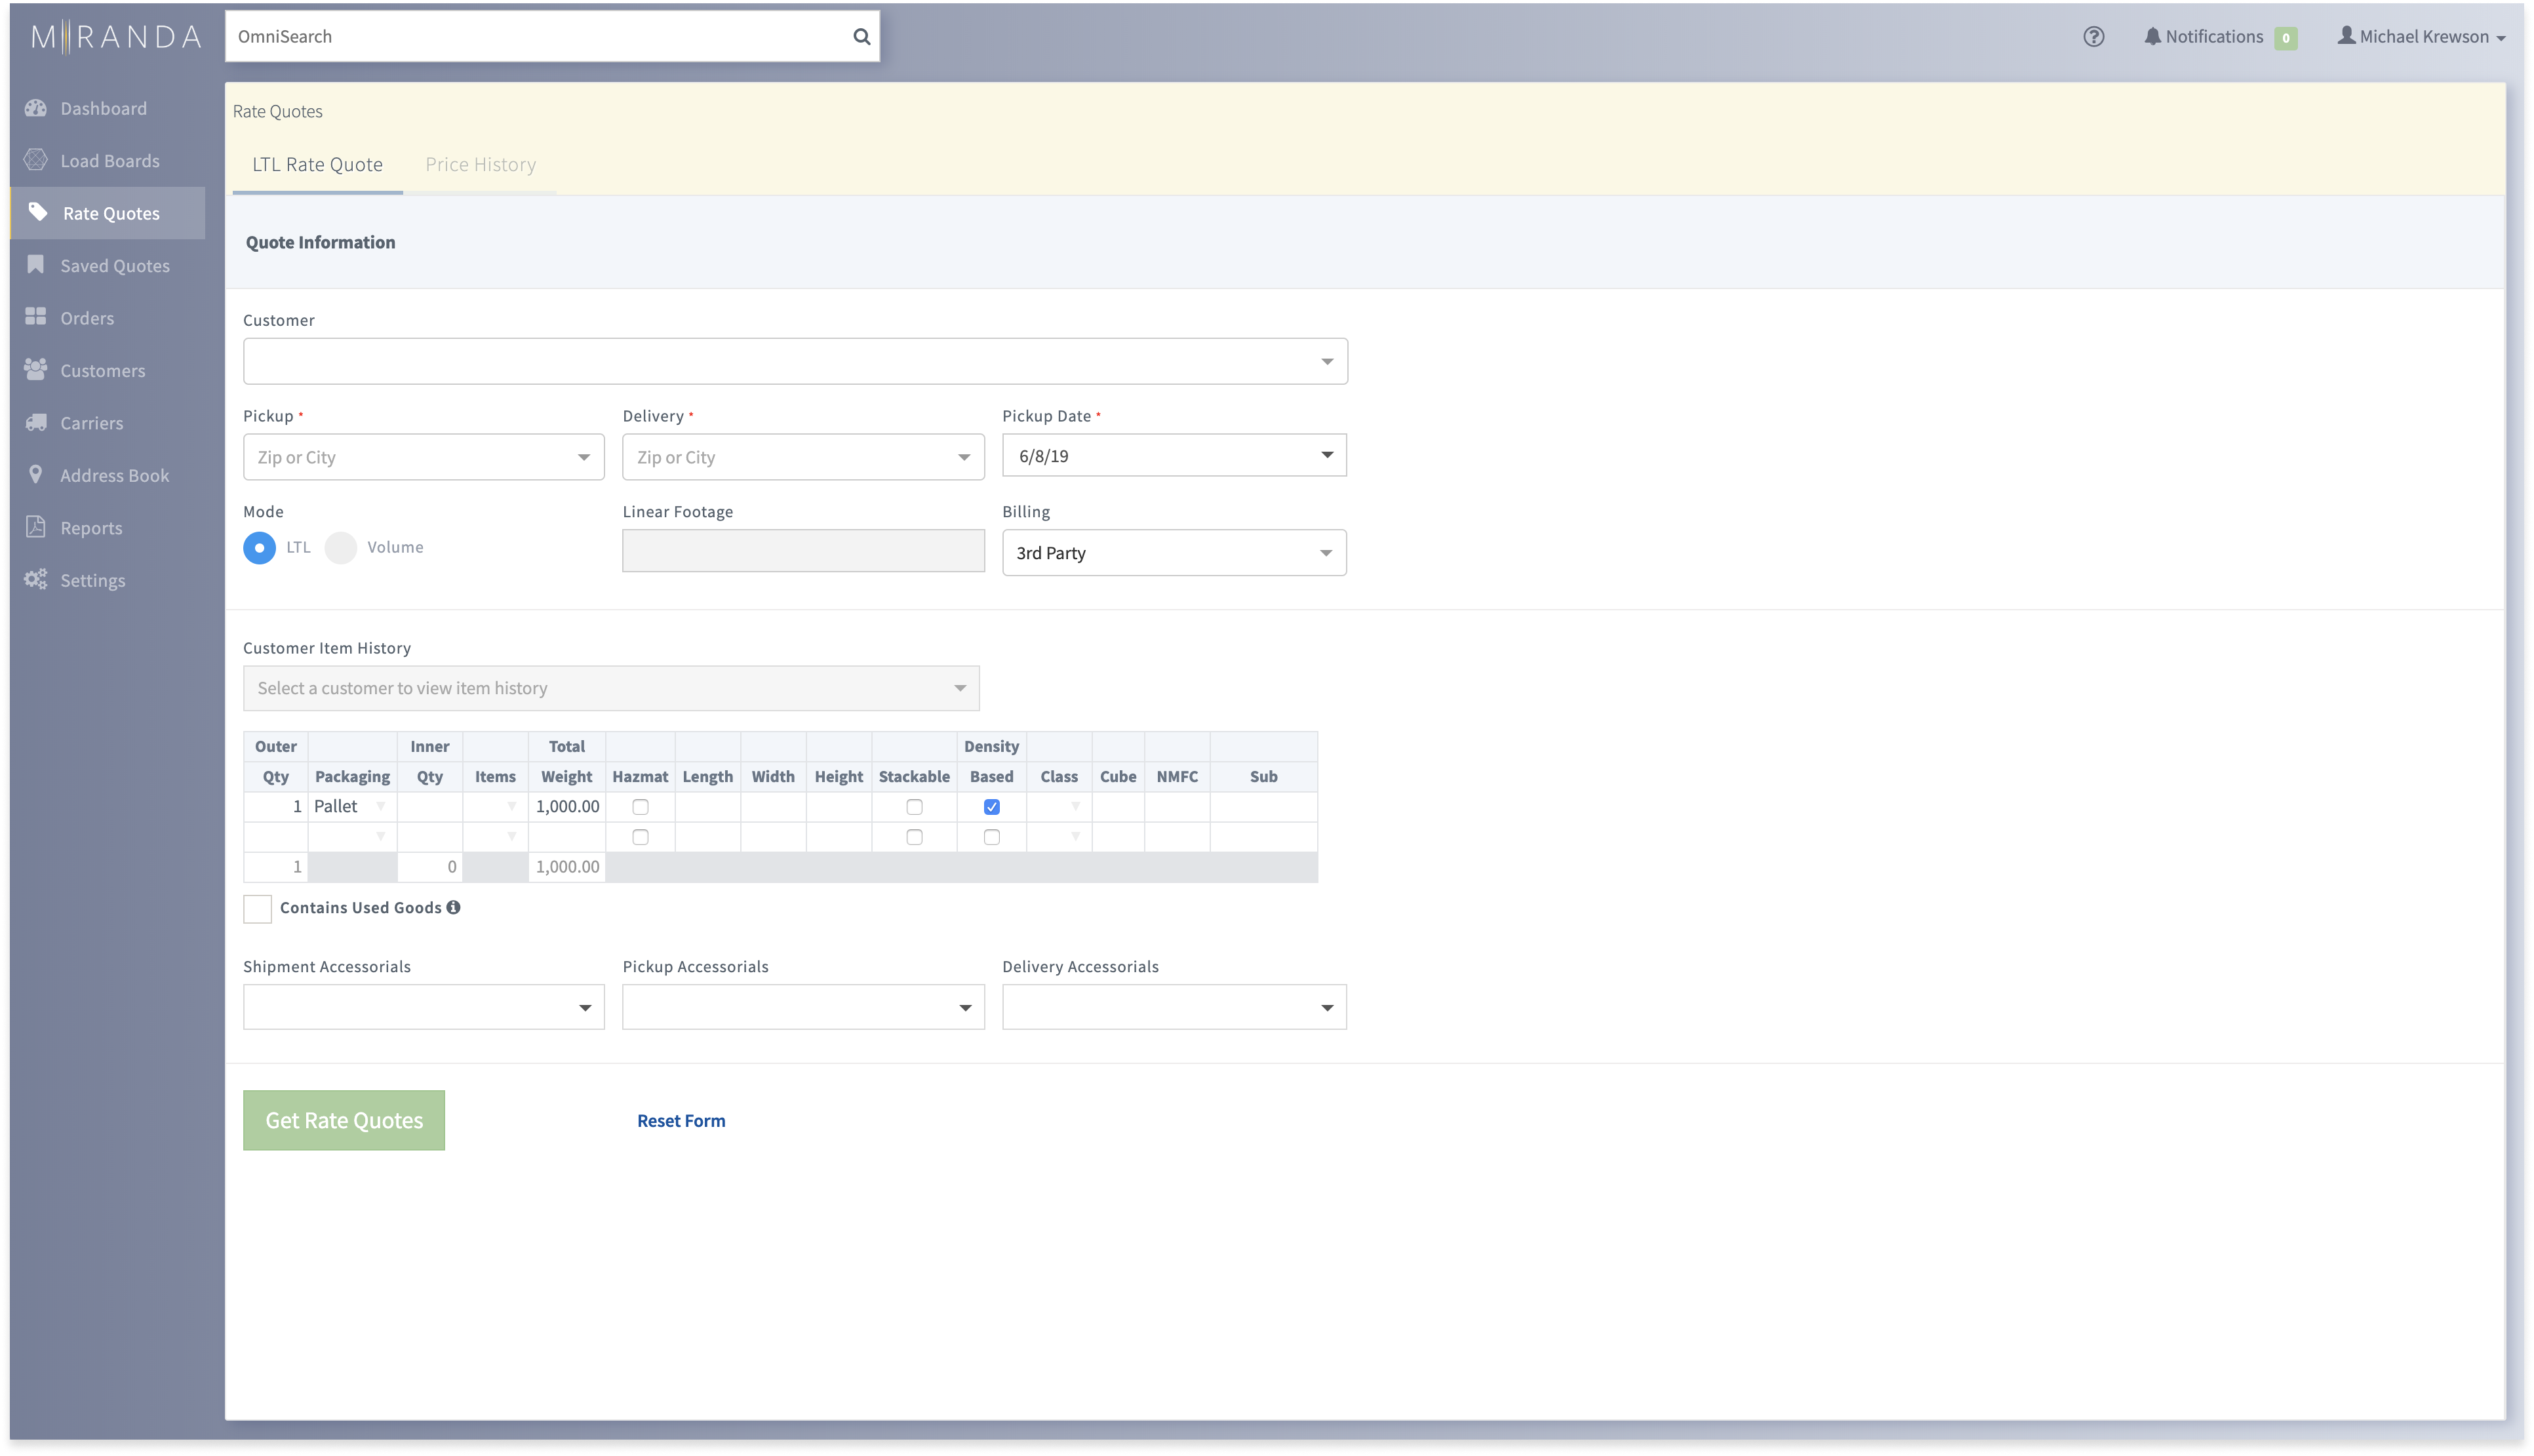 MIRANDA
OmniSearch
Notifications 0
Michael Krewson
Dashboard
Load Boards
Rate Quotes
Saved Quotes
Orders
Customers
Carriers
Address Book
Reports
Settings
Rate Quotes
LTL Rate Quote Price History
Quote Information
Customer
Pickup * Delivery * Pickup Date *
Zip or City Zip or City 6/8/19
Mode Linear Footage Billing
LTL Volume 3rd Party
Customer Item History
Select a customer to view item history
Outer Inner Total Density
Qty Packaging Qty Items Weight Hazmat Length Width Height Stackable Based Class Cube NMFC Sub
1 Pallet 1,000.00
1 0 1,000.00
Contains Used Goods
Shipment Accessorials Pickup Accessorials Delivery Accessorials
Get Rate Quotes Reset Form